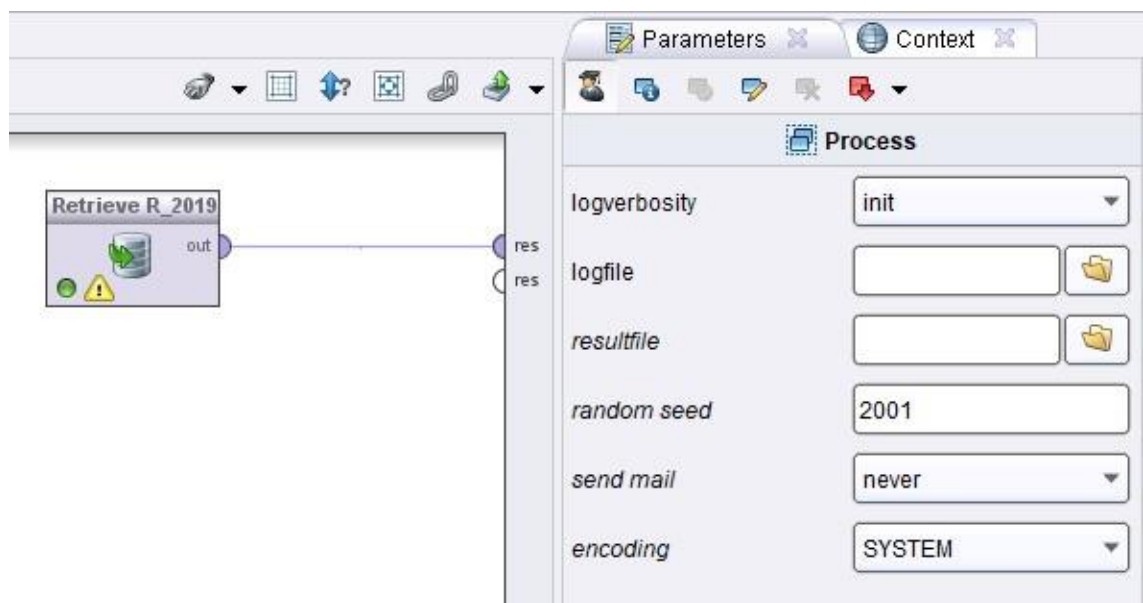 Parameters
Context
?
Process
Retrieve R_2019
out
res
res
logverbosity
init
logfile
resultfile
random seed
2001
send mail
never
encoding
SYSTEM